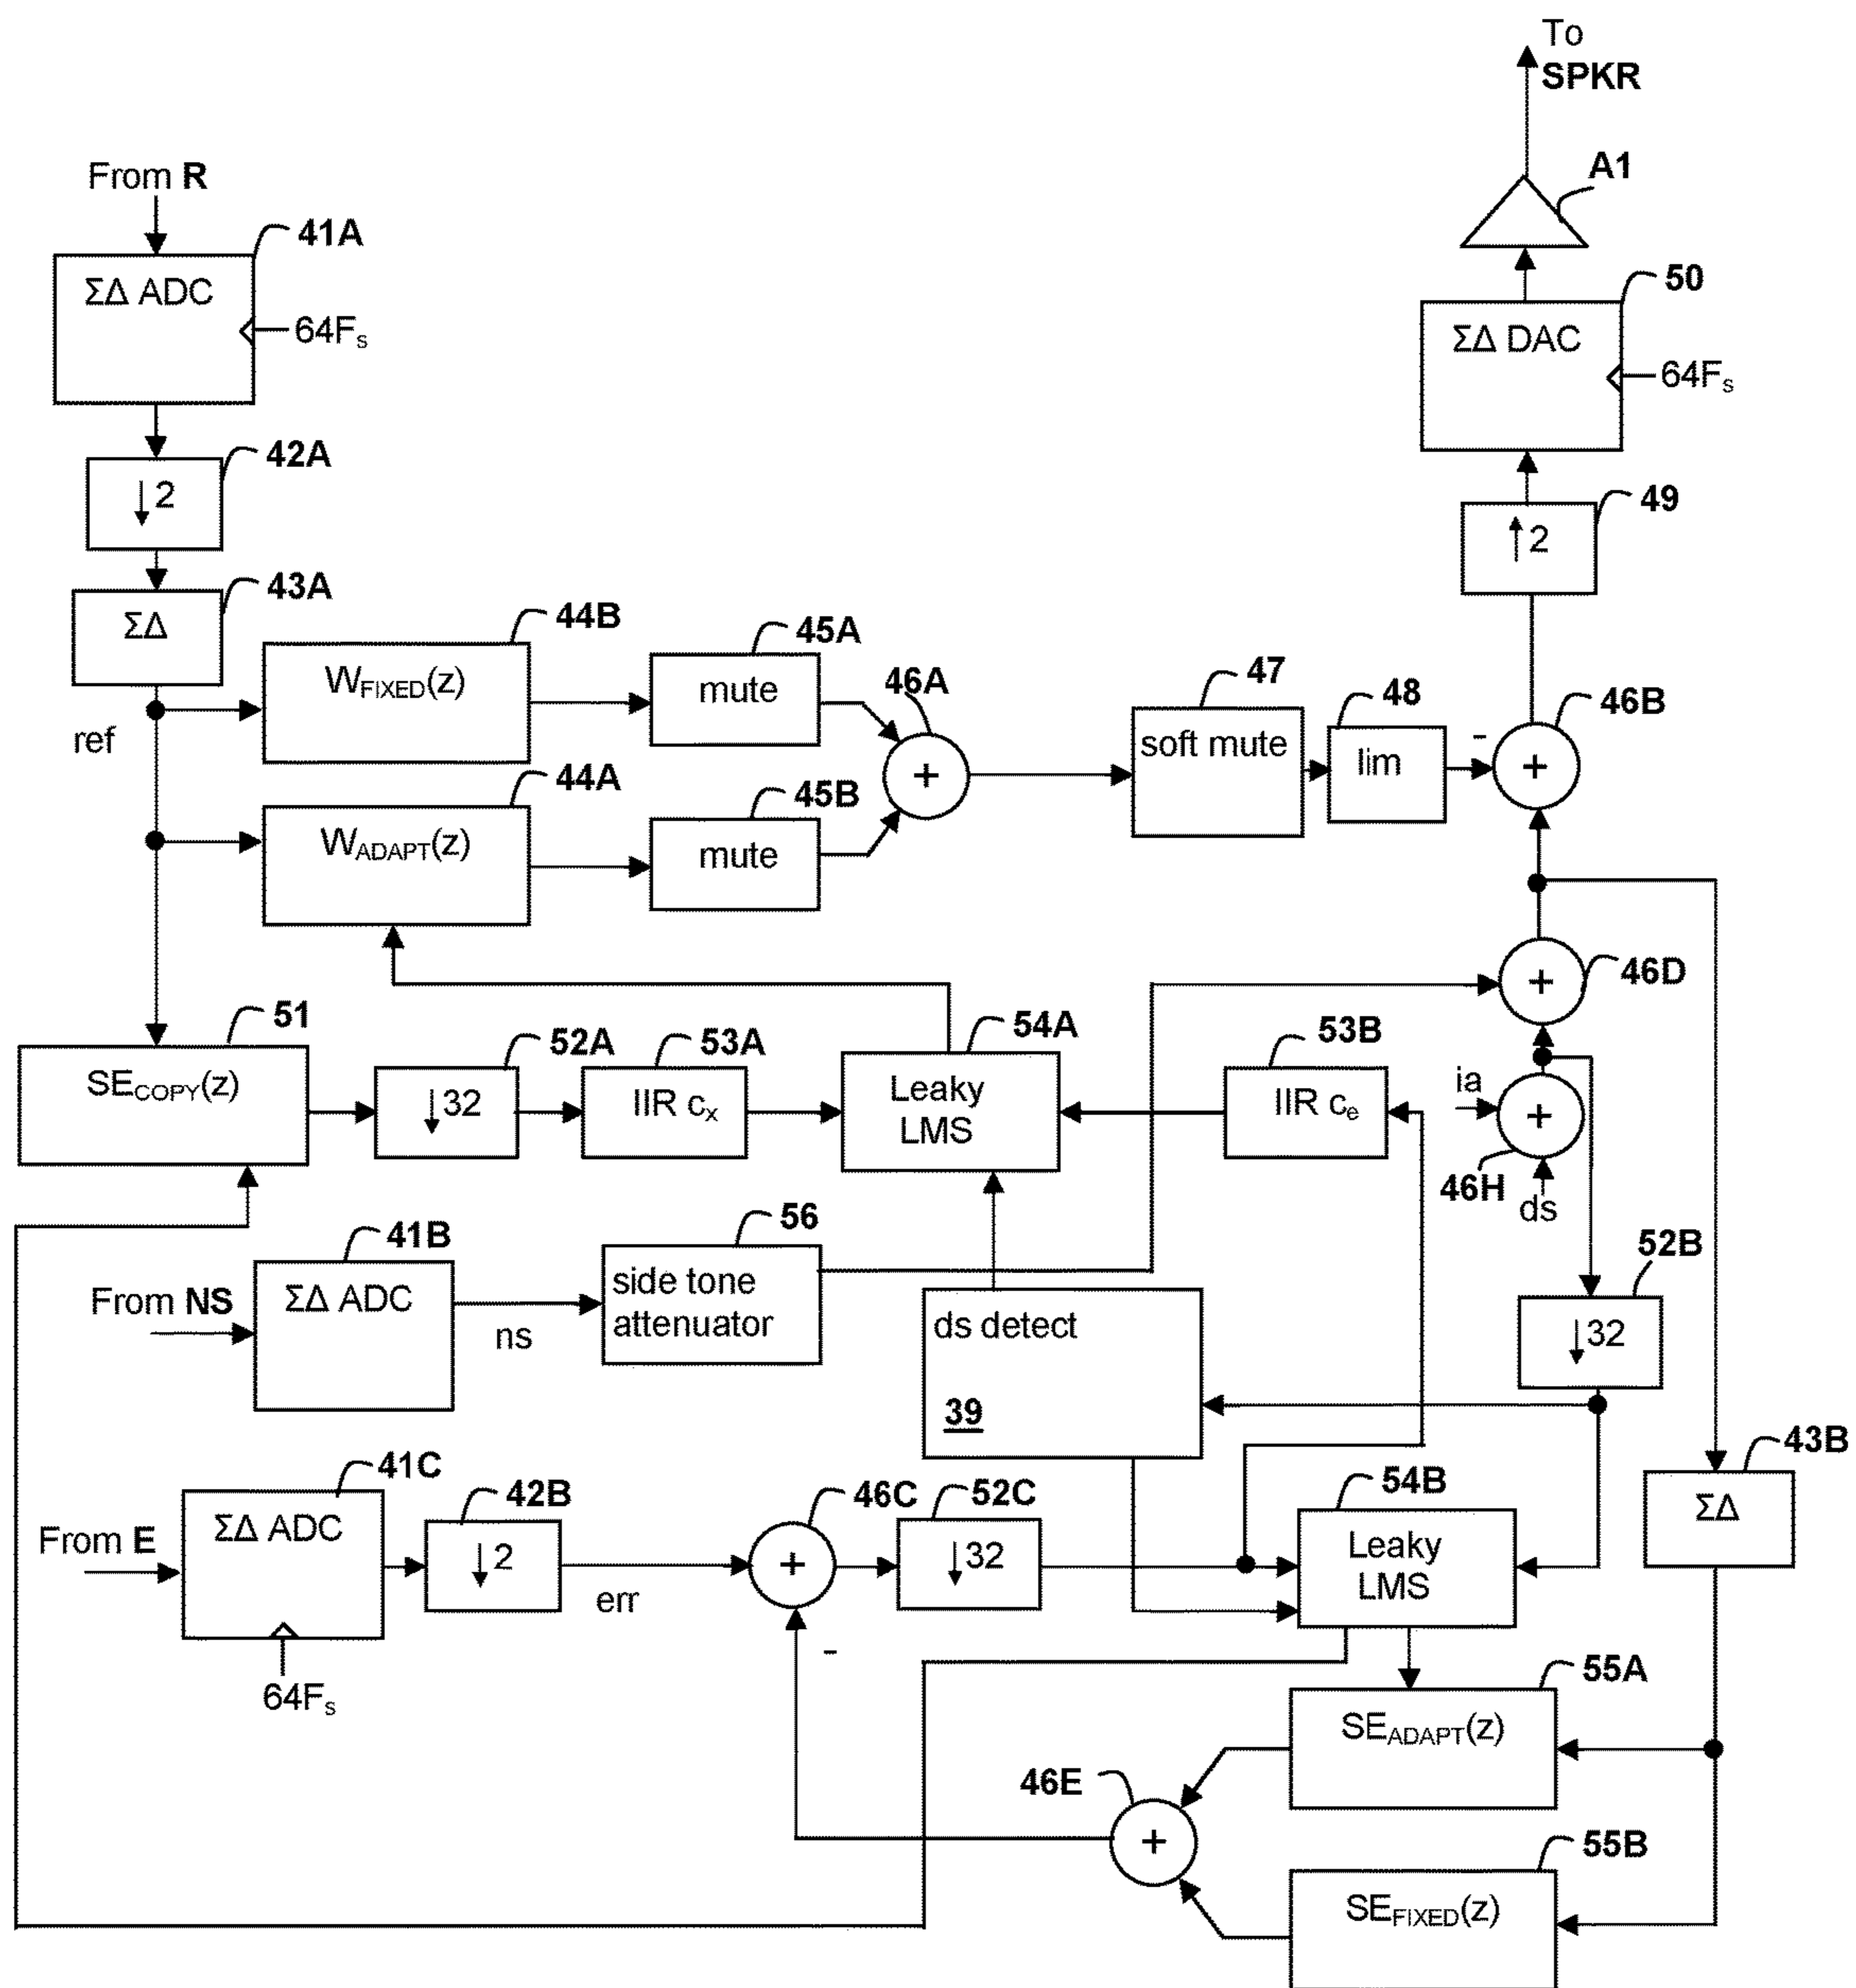 To
SPKR
A1
From R
41A
ΣΔ ADC
64Fs
50
ΣΔ DAC
64Fs
42A
↓2
49
↑2
43A
ΣΔ
44B
WFIXED(z)
45A
mute
46A
+
47
soft mute
48
lim
-
46B
+
ref
44A
WADAPT(z)
45B
mute
46D
+
51
SECOPY(z)
52A
↓32
53A
IIR cx
54A
Leaky
LMS
53B
IIR ce
ia
+
46H
ds
41B
From NS
ΣΔ ADC
ns
56
side tone
attenuator
ds detect
39
52B
↓32
43B
ΣΔ
41C
From E
ΣΔ ADC
64Fs
42B
↓2
err
46C
+
-
52C
↓32
54B
Leaky
LMS
55A
SEADAPT(z)
46E
+
55B
SEFIXED(z)